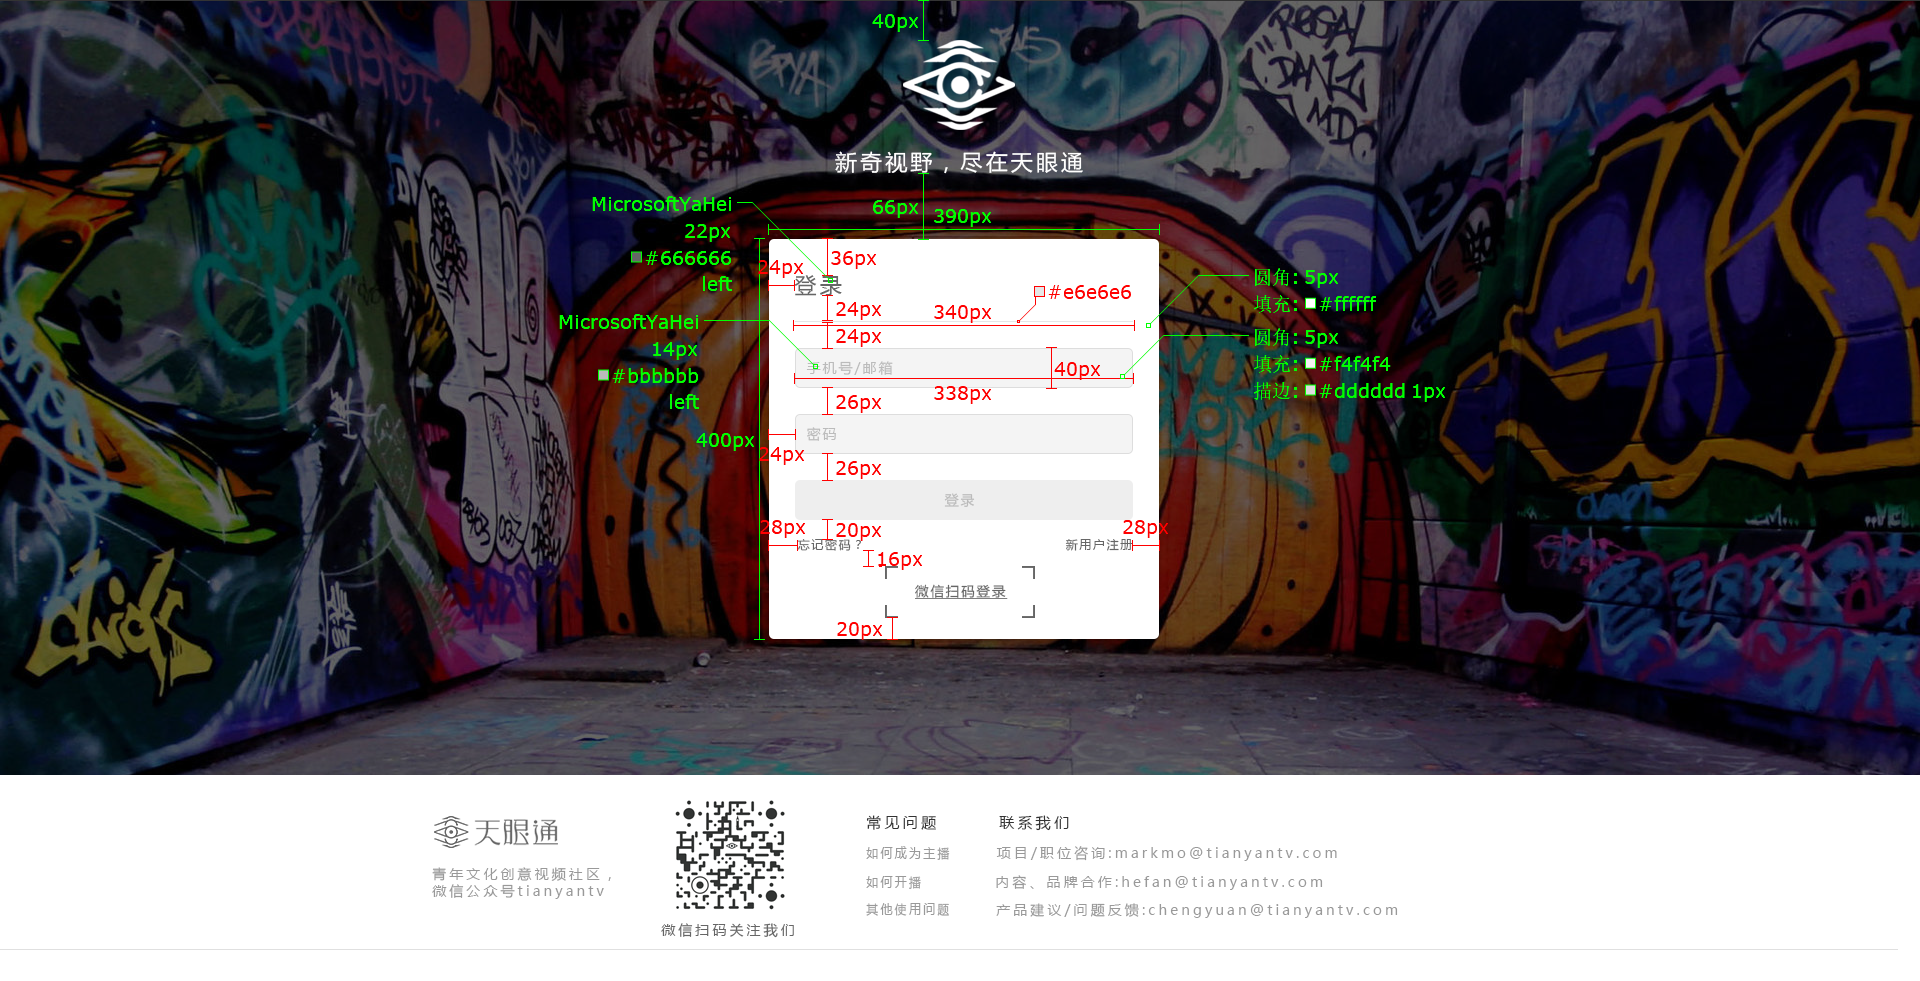 40px
新奇视野，尽在天眼通
MicrosoftYaHei
22px
#666666
left
66px
390px
24px
36px
登录
#e6e6e6
圆角: 5px
填充: #ffffff
24px
340px
MicrosoftYaHei
14px
#bbbbbb
left
24px
圆角: 5px
填充: #f4f4f4
描边: #dddddd 1px
手机号/邮箱
40px
338px
26px
400px
密码
24px
26px
登录
28px
20px
28px
忘记密码？
新用户注册
16px
微信扫码登录
20px
天眼通
青年文化创意视频社区，
微信公众号tianyantv
微信扫码关注我们
常见问题
如何成为主播
如何开播
其他使用问题
联系我们
项目/职位咨询:markmo@tianyantv.com
内容、品牌合作:hefan@tianyantv.com
产品建议/问题反馈:chengyuan@tianyantv.com